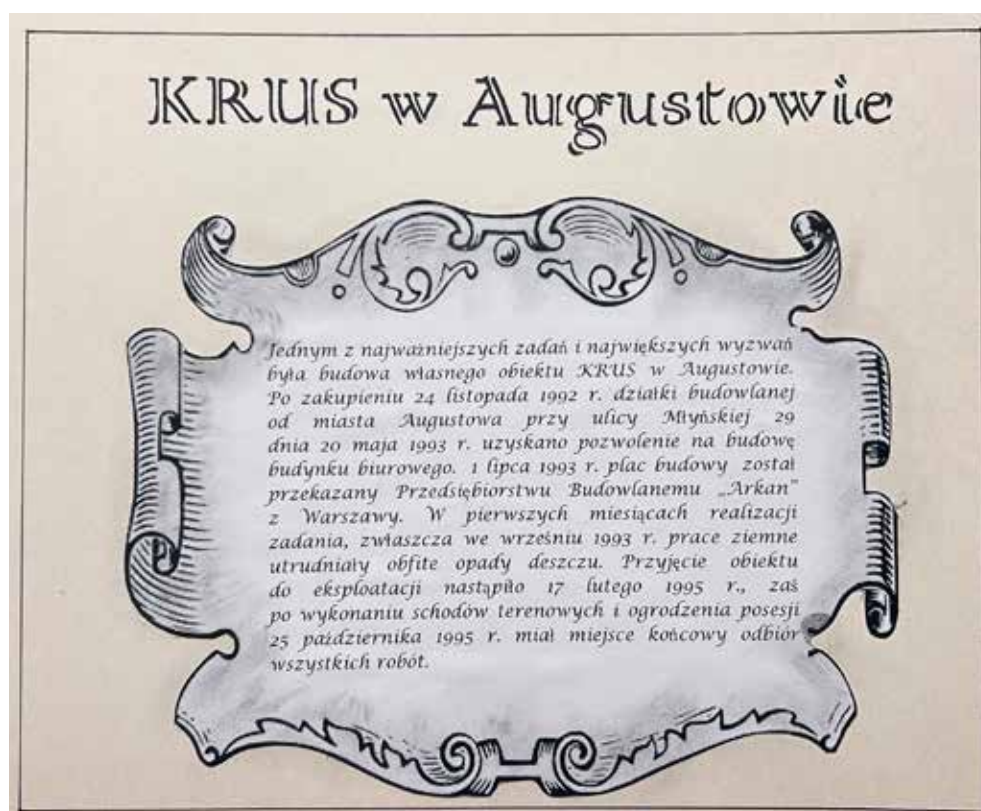 KRUS w Augustowie
Jednym z najważniejszych zadań i największych wyzwań
była budowa własnego obiektu KRUS w Augustowie.
Po zakupieniu 24 listopada 1992 r. działki budowlanej
od miasta Augustowa przy ulicy Młyńskiej 29
dnia 20 maja 1993 r. uzyskano pozwolenie na budowę
budynku biurowego. 1 lipca 1993 r. plac budowy został
przekazany Przedsiębiorstwu Budowlanemu „Arkan”
z Warszawy. W pierwszych miesiącach realizacji
zadania, zwłaszcza we wrześniu 1993 r. prace ziemne
utrudniały obfite opady deszczu. Przyjęcie obiektu
do eksploatacji nastąpiło 17 lutego 1995 r., zaś
po wykonaniu schodów terenowych i ogrodzenia posesji
25 października 1995 r. miał miejsce końcowy odbiór
wszystkich robót.